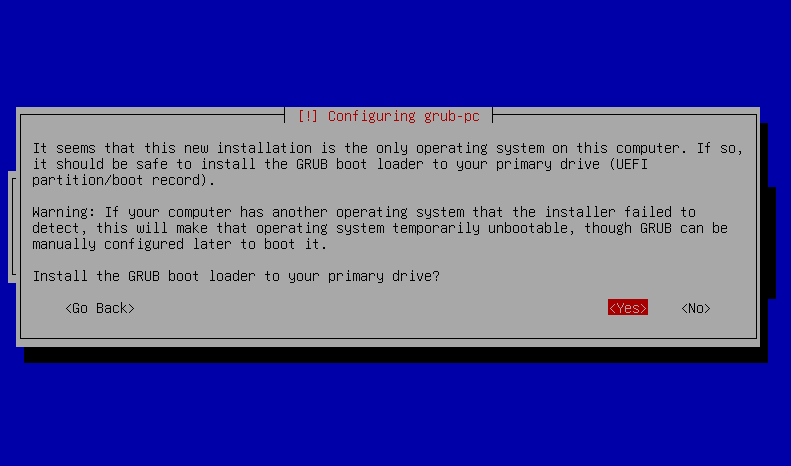 [!] Configuring grub-pc
It seems that this new installation is the only operating system on this computer. If so,
it should be safe to install the GRUB boot loader to your primary drive (UEFI
partition/boot record).
Warning: If your computer has another operating system that the installer failed to
detect, this will make that operating system temporarily unbootable, though GRUB can be
manually configured later to boot it.
Install the GRUB boot loader to your primary drive?
<Go Back> <Yes> <No>